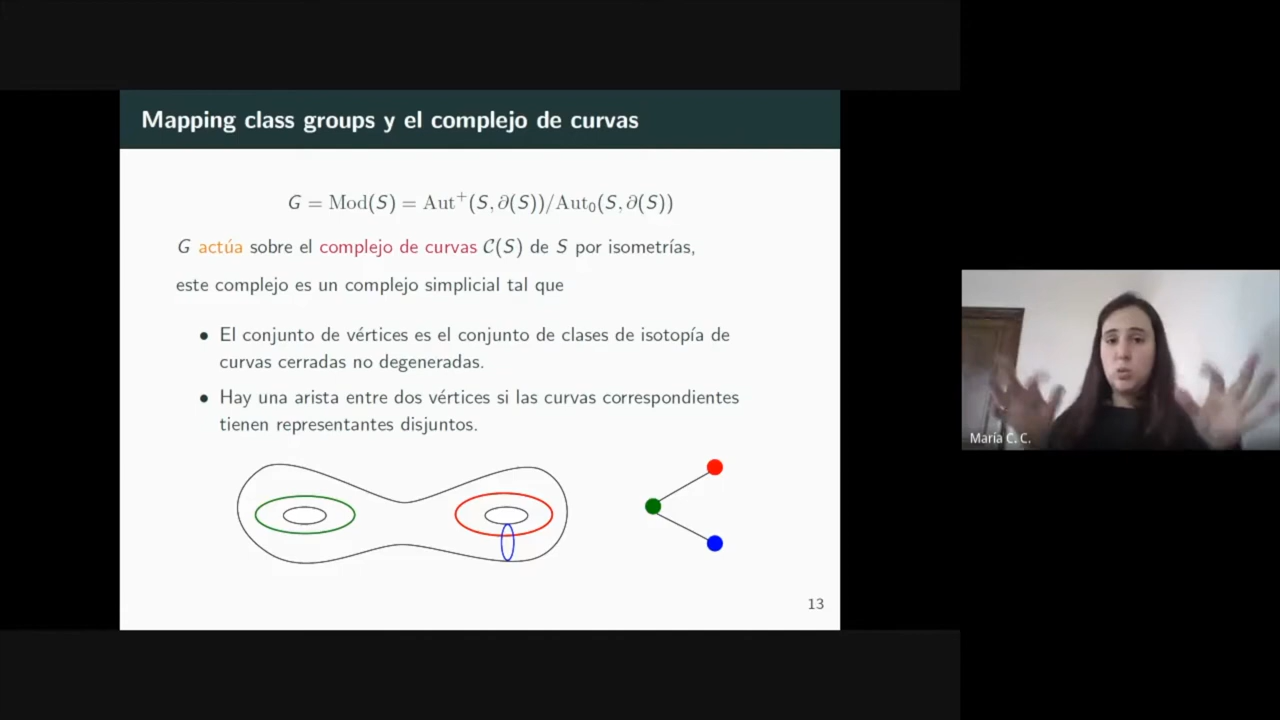 Mapping class groups y el complejo de curvas
G = Mod(S) = Aut⁺(S, ∂(S))/Aut₀(S, ∂(S))
G actúa sobre el complejo de curvas 𝒞(S) de S por isometrías,
este complejo es un complejo simplicial tal que
• El conjunto de vértices es el conjunto de clases de isotopía de
curvas cerradas no degeneradas.
• Hay una arista entre dos vértices si las curvas correspondientes
tienen representantes disjuntos.
13
María C. C.